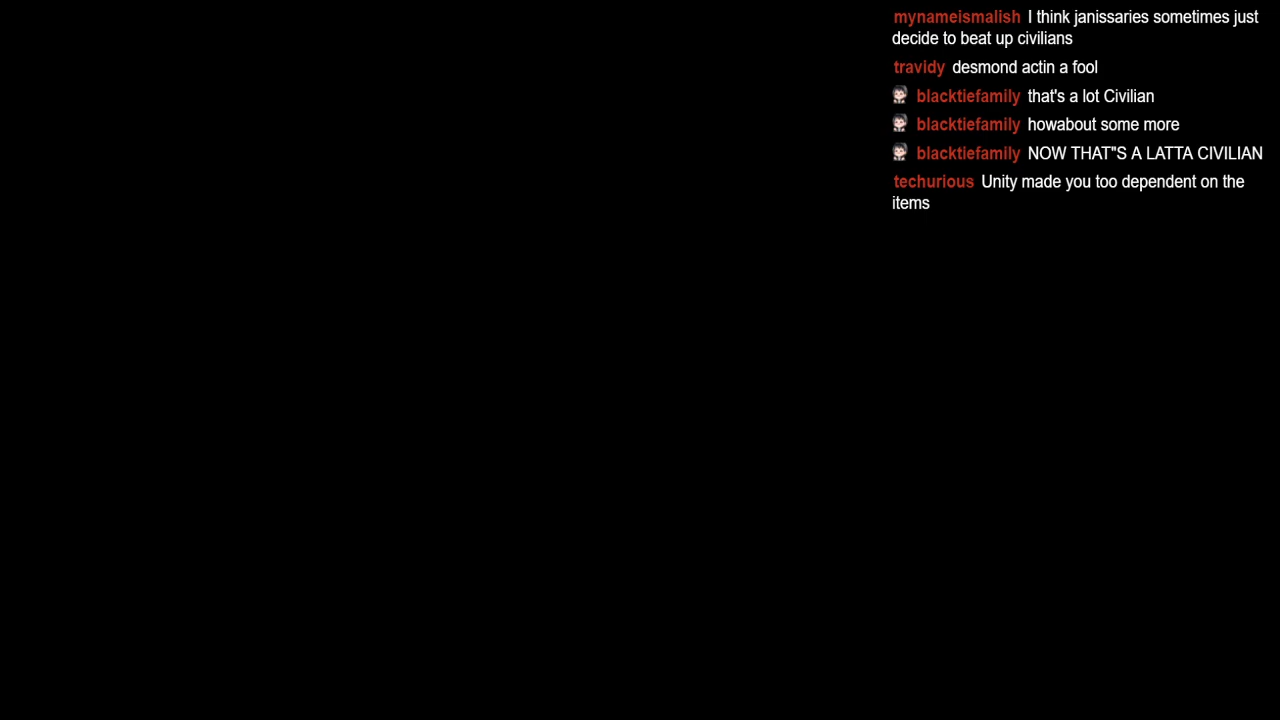 mynameismalish I think janissaries sometimes just
decide to beat up civilians
travidy desmond actin a fool
blacktiefamily that's a lot Civilian
blacktiefamily howabout some more
blacktiefamily NOW THAT"S A LATTA CIVILIAN
techurious Unity made you too dependent on the
items